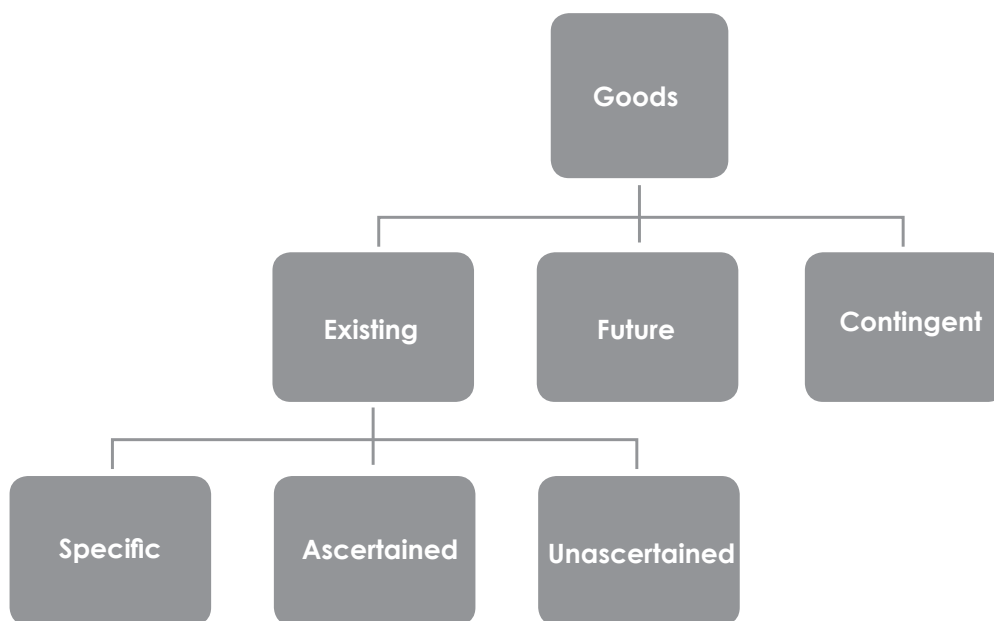 Goods
Existing
Future
Contingent
Specific
Ascertained
Unascertained